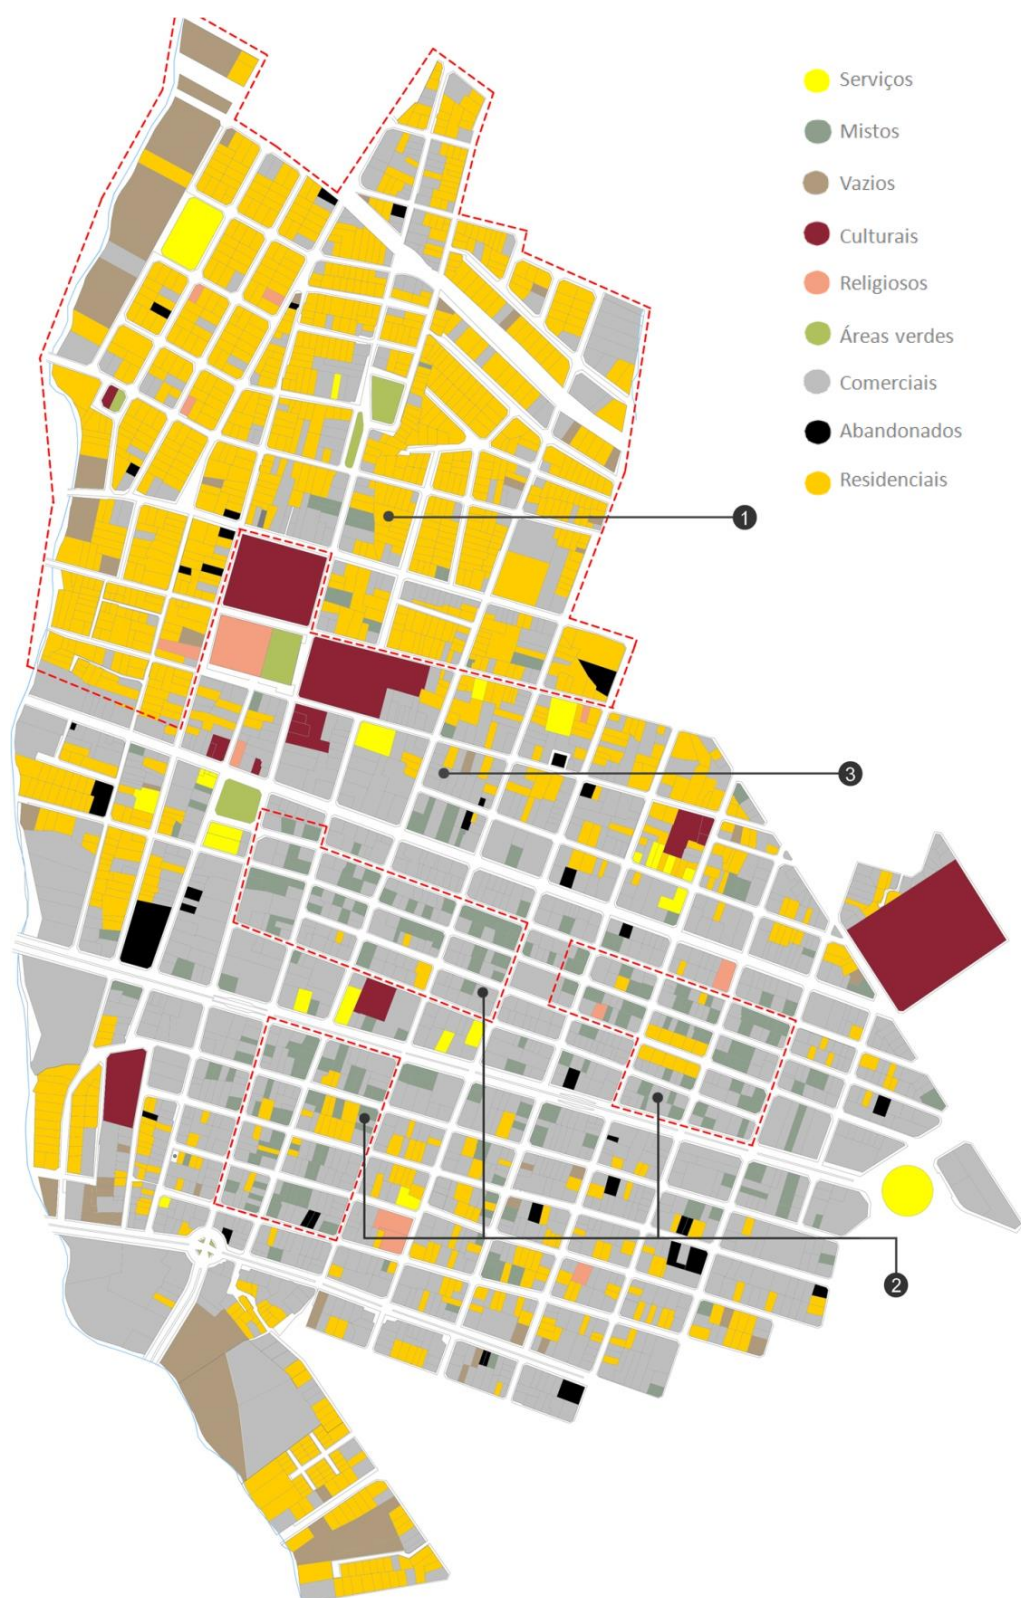 Serviços
Mistos
Vazios
Culturais
Religiosos
Áreas verdes
Comerciais
Abandonados
Residenciais
1
3
2